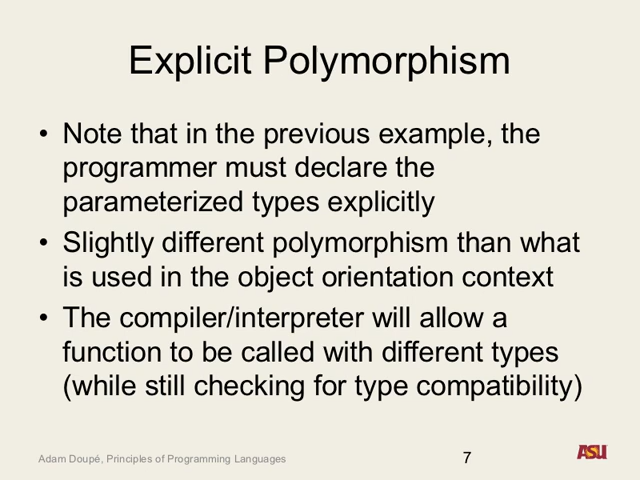 Explicit Polymorphism
• Note that in the previous example, the
programmer must declare the
parameterized types explicitly
• Slightly different polymorphism than what
is used in the object orientation context
• The compiler/interpreter will allow a
function to be called with different types
(while still checking for type compatibility)
Adam Doupé, Principles of Programming Languages
7
ASU